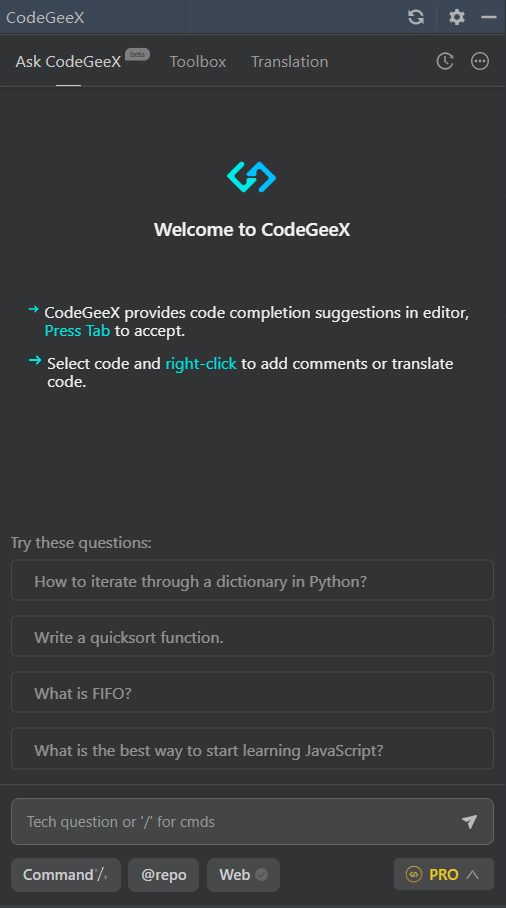 CodeGeeX
Ask CodeGeeX beta Toolbox Translation
Welcome to CodeGeeX
CodeGeeX provides code completion suggestions in editor,
Press Tab to accept.
Select code and right-click to add comments or translate
code.
Try these questions:
How to iterate through a dictionary in Python?
Write a quicksort function.
What is FIFO?
What is the best way to start learning JavaScript?
Tech question or '/' for cmds
Command @repo Web PRO